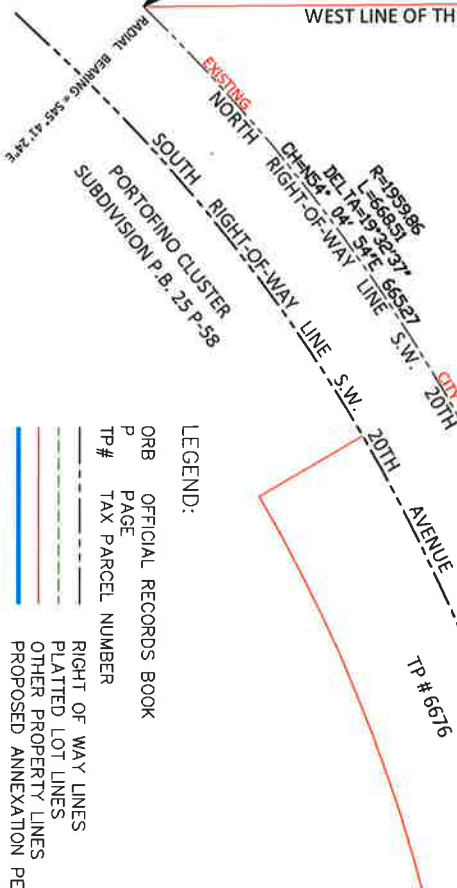 WEST LINE OF TH
RADIAL BEARING = S45° 41' 24"E
EXISTING
NORTH RIGHT-OF-WAY LINE S.W. 20TH
R=1959.86
L=668.51
DELTA=19°32'37"
CH=N54° 04' 54"E 665.27
CITY
SOUTH RIGHT-OF-WAY LINE S.W. 20TH AVENUE
PORTOFINO CLUSTER
SUBDIVISION P.B. 25 P-58
TP # 6676
LEGEND:
ORB OFFICIAL RECORDS BOOK
P PAGE
TP# TAX PARCEL NUMBER
RIGHT OF WAY LINES
PLATTED LOT LINES
OTHER PROPERTY LINES
PROPOSED ANNEXATION PE